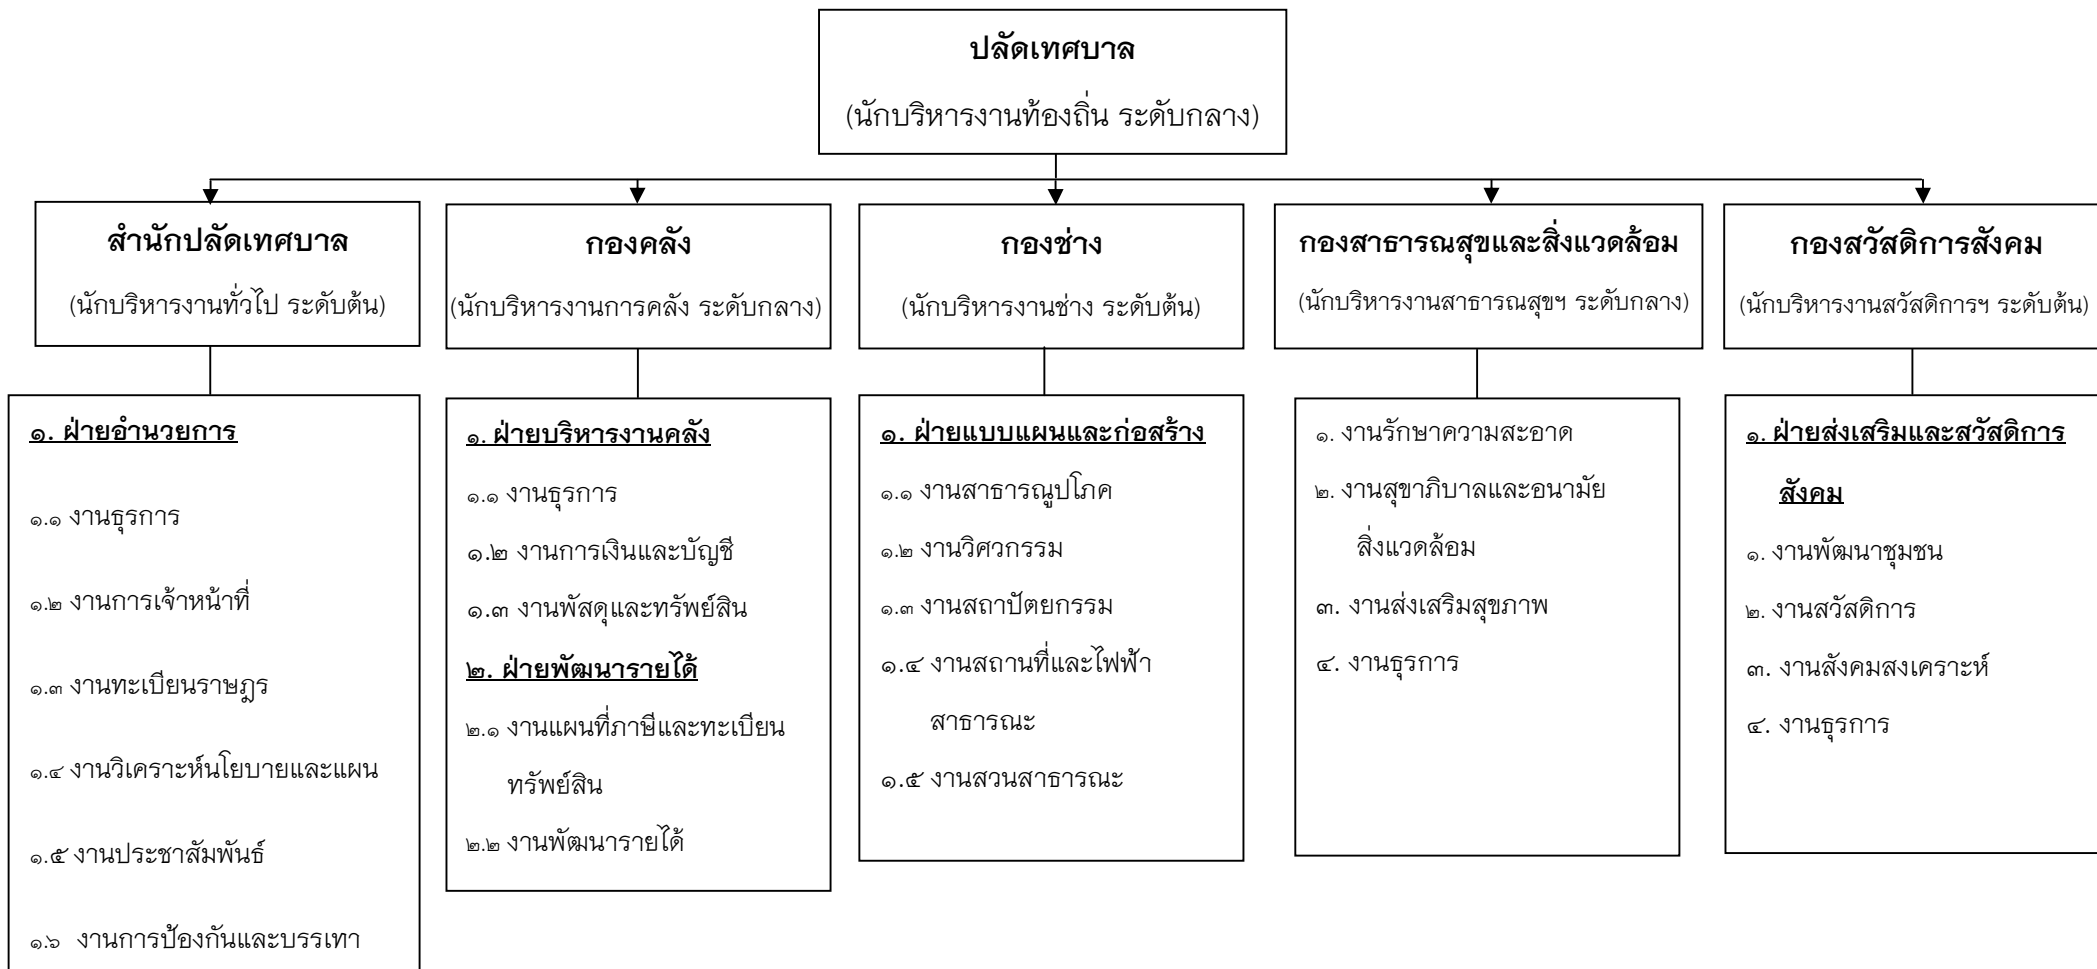 ปลัดเทศบาล
(นักบริหารงานท้องถิ่น ระดับกลาง)
สำนักปลัดเทศบาล
(นักบริหารงานทั่วไป ระดับต้น)
กองคลัง
(นักบริหารงานการคลัง ระดับกลาง)
กองช่าง
(นักบริหารงานช่าง ระดับต้น)
กองสาธารณสุขและสิ่งแวดล้อม
(นักบริหารงานสาธารณสุขฯ ระดับกลาง)
กองสวัสดิการสังคม
(นักบริหารงานสวัสดิการฯ ระดับต้น)
๑. ฝ่ายอำนวยการ
๑.๑ งานธุรการ
๑.๒ งานการเจ้าหน้าที่
๑.๓ งานทะเบียนราษฎร
๑.๔ งานวิเคราะห์นโยบายและแผน
๑.๕ งานประชาสัมพันธ์
๑.๖ งานการป้องกันและบรรเทา
๑. ฝ่ายบริหารงานคลัง
๑.๑ งานธุรการ
๑.๒ งานการเงินและบัญชี
๑.๓ งานพัสดุและทรัพย์สิน
๒. ฝ่ายพัฒนารายได้
๒.๑ งานแผนที่ภาษีและทะเบียน
ทรัพย์สิน
๒.๒ งานพัฒนารายได้
๑. ฝ่ายแบบแผนและก่อสร้าง
๑.๑ งานสาธารณูปโภค
๑.๒ งานวิศวกรรม
๑.๓ งานสถาปัตยกรรม
๑.๔ งานสถานที่และไฟฟ้า
สาธารณะ
๑.๕ งานสวนสาธารณะ
๑. งานรักษาความสะอาด
๒. งานสุขาภิบาลและอนามัย
สิ่งแวดล้อม
๓. งานส่งเสริมสุขภาพ
๔. งานธุรการ
๑. ฝ่ายส่งเสริมและสวัสดิการ
สังคม
๑. งานพัฒนาชุมชน
๒. งานสวัสดิการ
๓. งานสังคมสงเคราะห์
๔. งานธุรการ